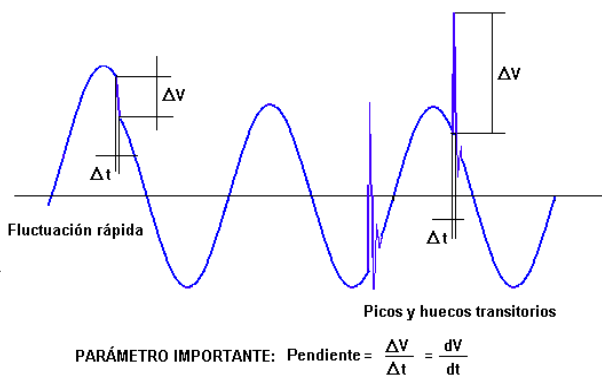 ΔV
ΔV
Δt
Fluctuación rápida
Δt
Picos y huecos transitorios
PARÁMETRO IMPORTANTE: Pendiente = ΔV/Δt = dV/dt